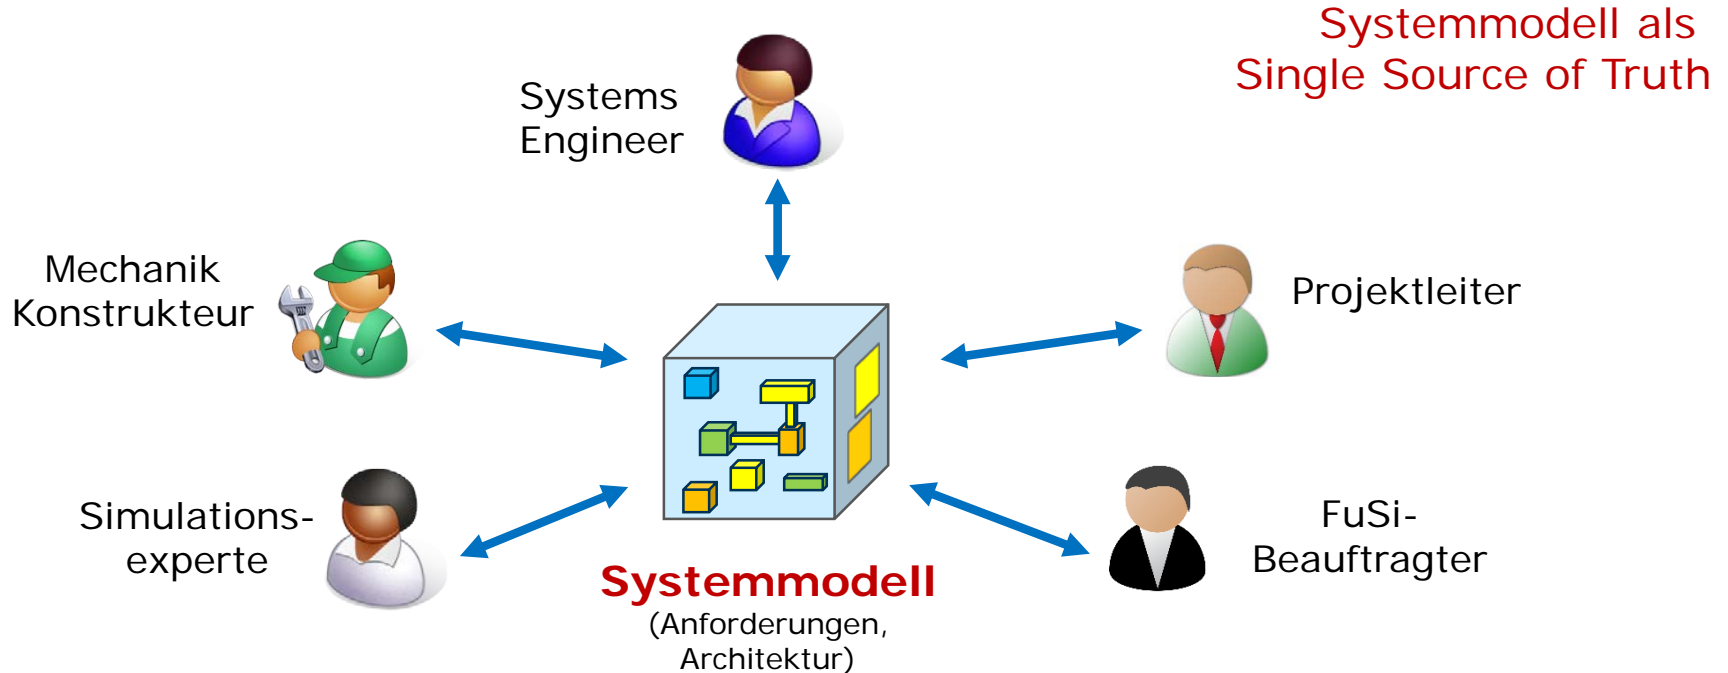 Systemmodell als
Single Source of Truth
Systems
Engineer
Mechanik
Konstrukteur
Projektleiter
Simulations-
experte
FuSi-
Beauftragter
Systemmodell
(Anforderungen,
Architektur)